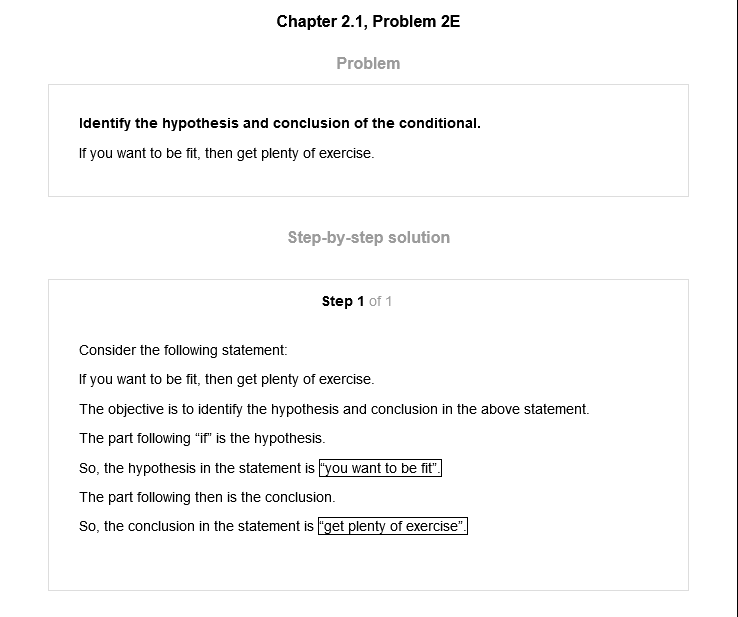 Chapter 2.1, Problem 2E
Problem
Identify the hypothesis and conclusion of the conditional.
If you want to be fit, then get plenty of exercise.
Step-by-step solution
Step 1 of 1
Consider the following statement:
If you want to be fit, then get plenty of exercise.
The objective is to identify the hypothesis and conclusion in the above statement.
The part following “if” is the hypothesis.
So, the hypothesis in the statement is “you want to be fit”.
The part following then is the conclusion.
So, the conclusion in the statement is “get plenty of exercise”.